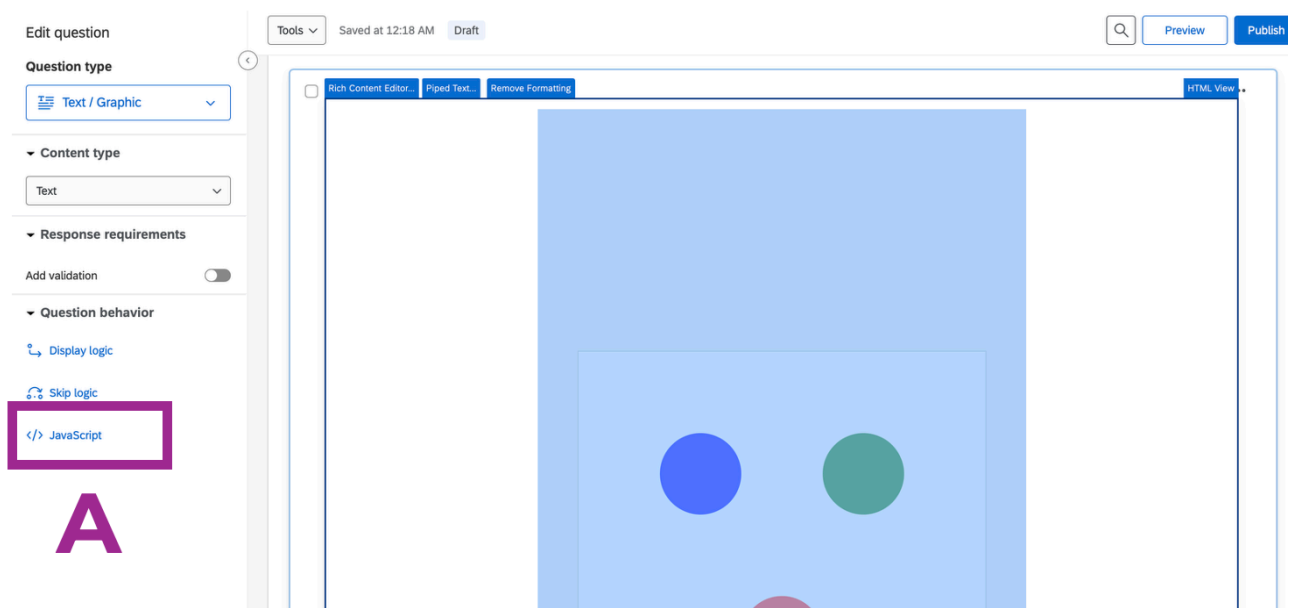 Edit question
Question type
Text / Graphic
Content type
Text
Response requirements
Add validation
Question behavior
Display logic
Skip logic
</> JavaScript
A
Tools
Saved at 12:18 AM
Draft
Preview
Publish
Rich Content Editor...
Piped Text...
Remove Formatting
HTML View